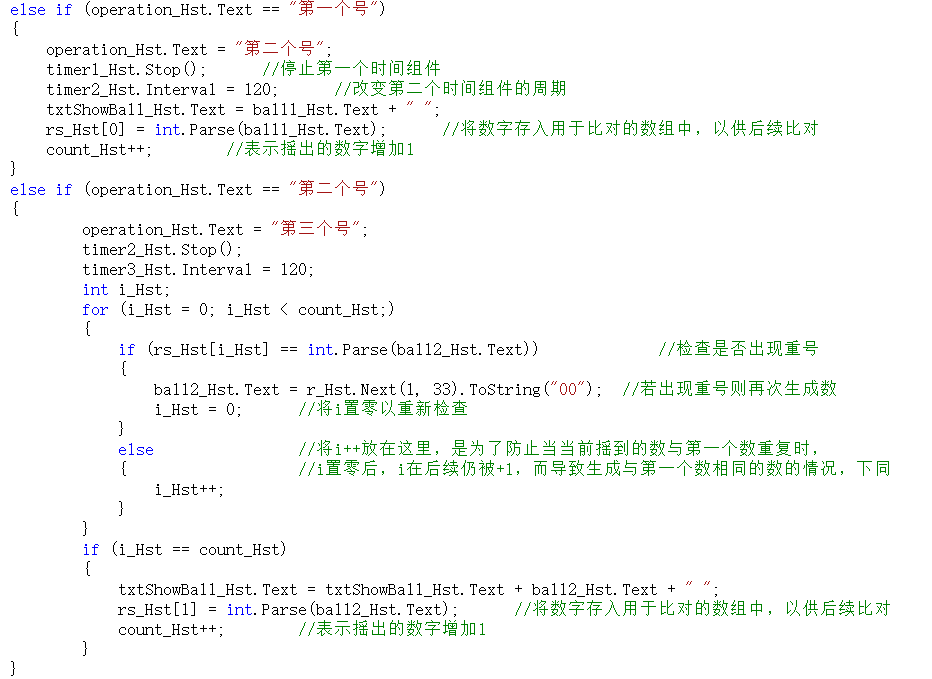 else if (operation_Hst.Text == "第一个号")
{
operation_Hst.Text = "第二个号";
timer1_Hst.Stop(); //停止第一个时间组件
timer2_Hst.Interval = 120; //改变第二个时间组件的周期
txtShowBall_Hst.Text = ball1_Hst.Text + " ";
rs_Hst[0] = int.Parse(ball1_Hst.Text); //将数字存入用于比对的数组中，以供后续比对
count_Hst++; //表示摇出的数字增加1
}
else if (operation_Hst.Text == "第二个号")
{
operation_Hst.Text = "第三个号";
timer2_Hst.Stop();
timer3_Hst.Interval = 120;
int i_Hst;
for (i_Hst = 0; i_Hst < count_Hst;)
{
if (rs_Hst[i_Hst] == int.Parse(ball2_Hst.Text)) //检查是否出现重号
{
ball2_Hst.Text = r_Hst.Next(1, 33).ToString("00"); //若出现重号则再次生成数
i_Hst = 0; //将i置零以重新检查
}
else //将i++放在这里，是为了防止当当前摇到的数与第一个数重复时，
{ //i置零后，i在后续仍被+1，而导致生成与第一个数相同的数的情况，下同
i_Hst++;
}
}
if (i_Hst == count_Hst)
{
txtShowBall_Hst.Text = txtShowBall_Hst.Text + ball2_Hst.Text + " ";
rs_Hst[1] = int.Parse(ball2_Hst.Text); //将数字存入用于比对的数组中，以供后续比对
count_Hst++; //表示摇出的数字增加1
}
}